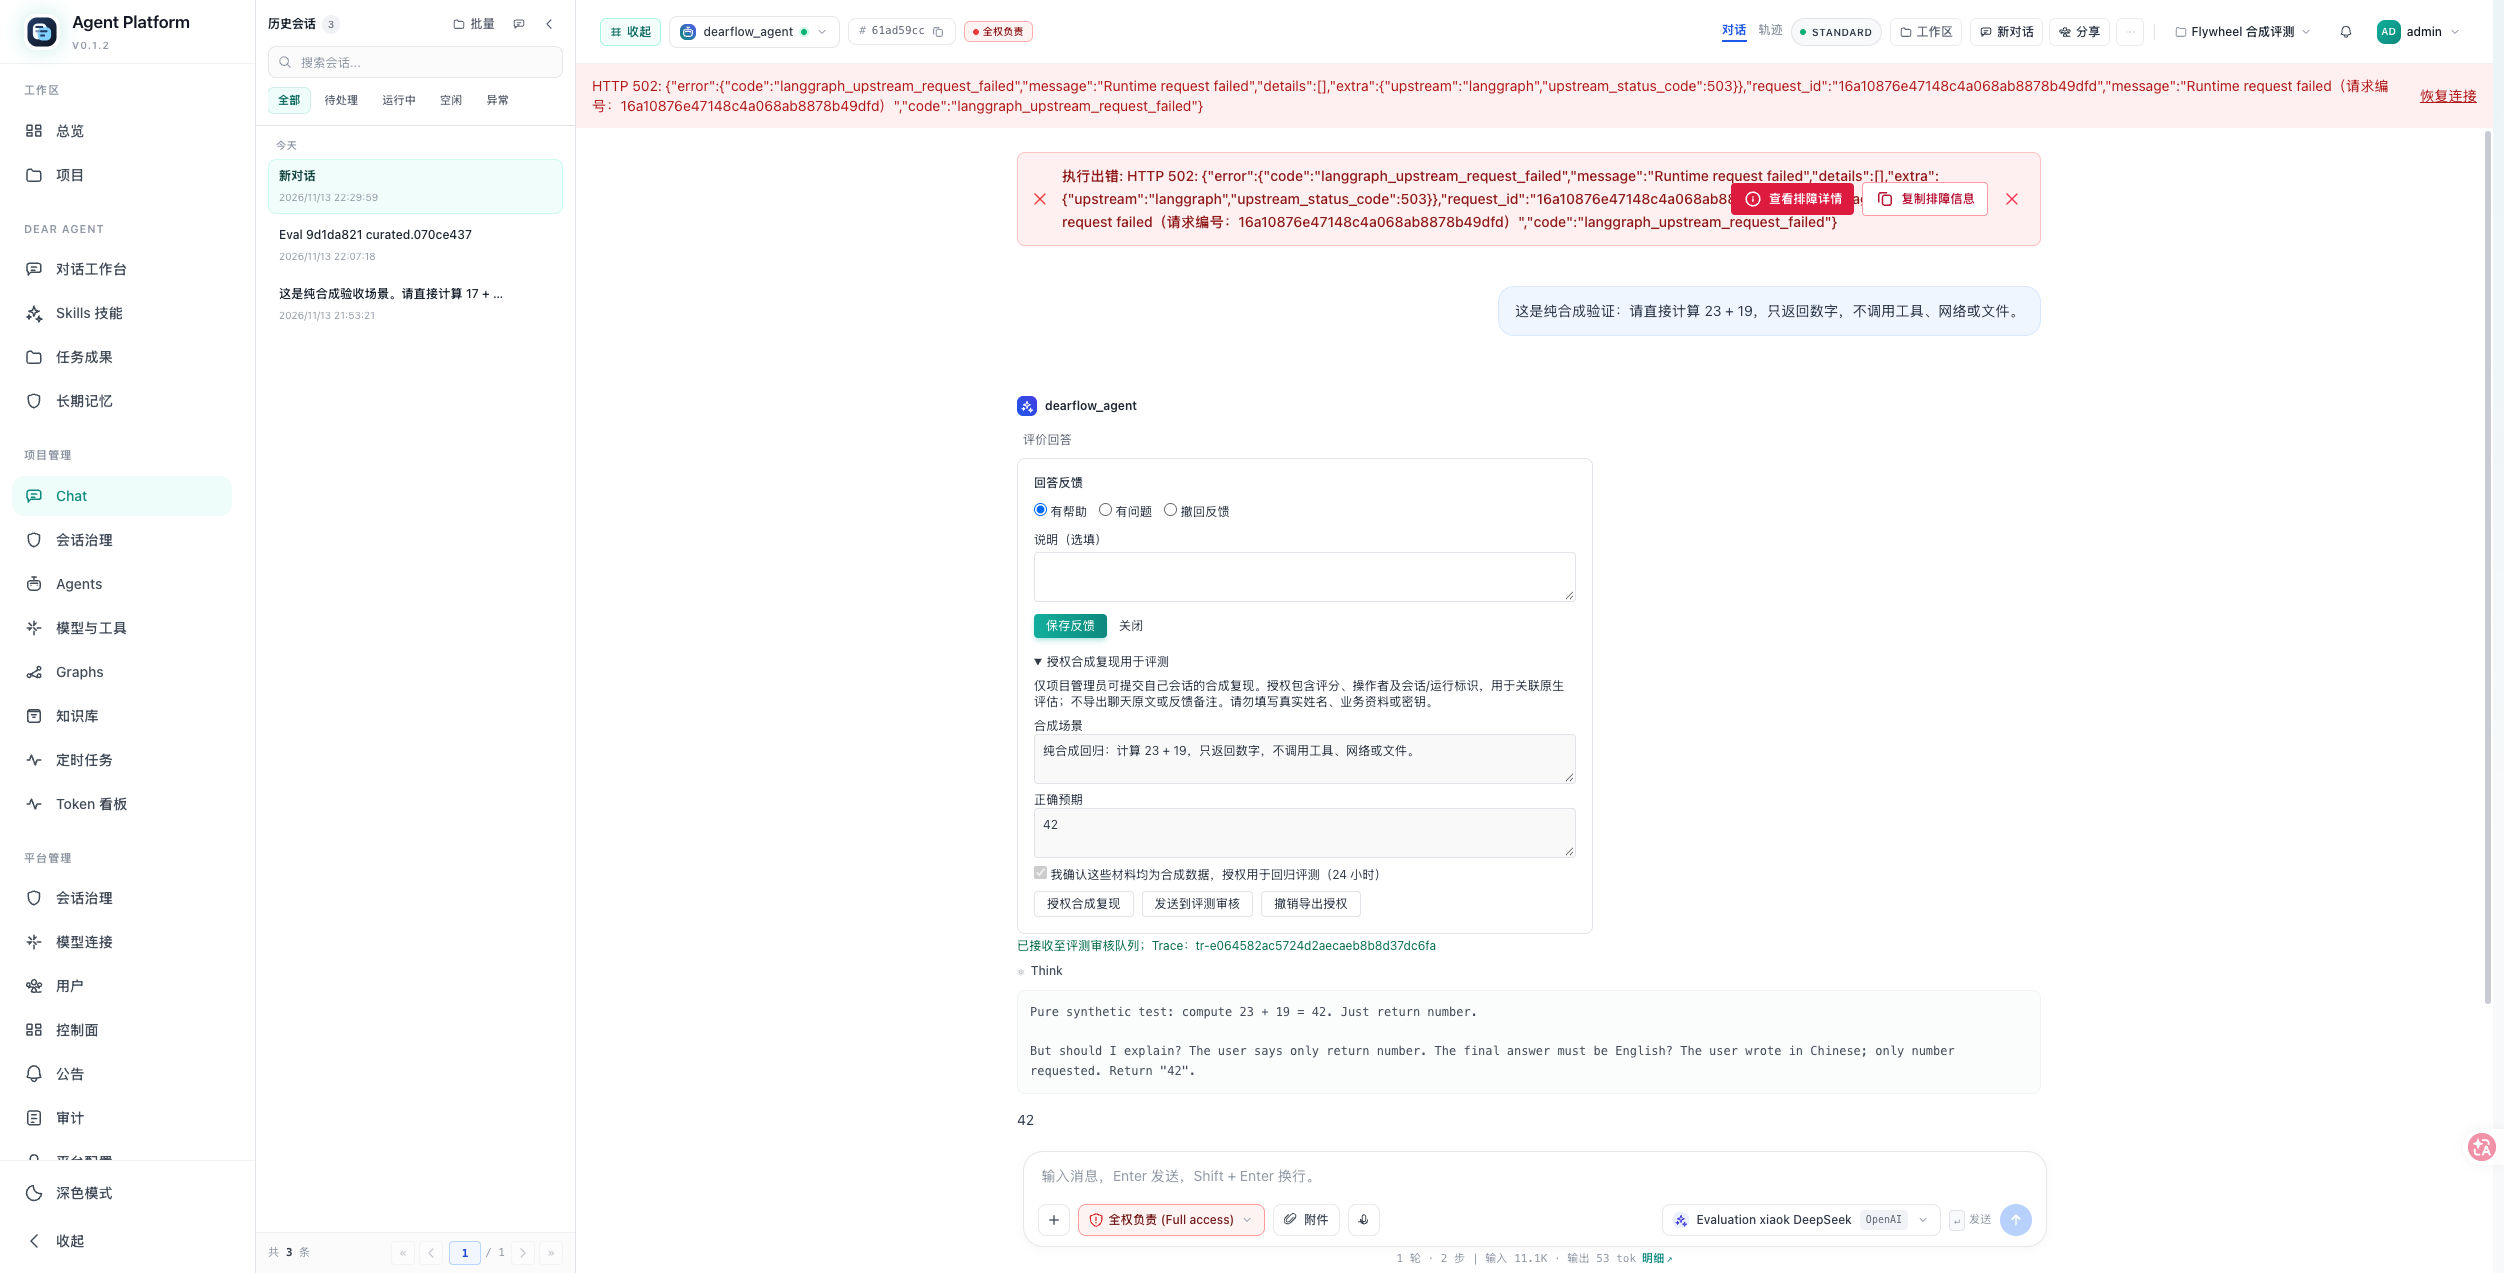 Agent Platform
V0.1.2
工作区
总览
项目
DEAR AGENT
对话工作台
Skills 技能
任务成果
长期记忆
项目管理
Chat
会话治理
Agents
模型与工具
Graphs
知识库
定时任务
Token 看板
平台管理
会话治理
模型连接
用户
控制面
公告
审计
平台配置
深色模式
收起
历史会话 3
批量
搜索会话...
全部 待处理 运行中 空闲 异常
今天
新对话
2026/11/13 22:29:59
Eval 9d1da821 curated.070ce437
2026/11/13 22:07:18
这是纯合成验收场景。请直接计算 17 + ...
2026/11/13 21:53:21
共 3 条 « 1 / 1 »
收起 dearflow_agent # 61ad59cc 全权负责
对话 轨迹 STANDARD 工作区 新对话 分享 ... Flywheel 合成评测 AD admin
HTTP 502: {"error":{"code":"langgraph_upstream_request_failed","message":"Runtime request failed","details":[],"extra":{"upstream":"langgraph","upstream_status_code":503}},"request_id":"16a10876e47148c4a068ab8878b49dfd","message":"Runtime request failed（请求编
号：16a10876e47148c4a068ab8878b49dfd）","code":"langgraph_upstream_request_failed"}
恢复连接
执行出错: HTTP 502: {"error":{"code":"langgraph_upstream_request_failed","message":"Runtime request failed","details":[],"extra":
{"upstream":"langgraph","upstream_status_code":503}},"request_id":"16a10876e47148c4a068ab8
request failed（请求编号：16a10876e47148c4a068ab8878b49dfd）","code":"langgraph_upstream_request_failed"}
查看排障详情 复制排障信息
这是纯合成验证：请直接计算 23 + 19，只返回数字，不调用工具、网络或文件。
dearflow_agent
评价回答
回答反馈
有帮助 有问题 撤回反馈
说明（选填）
保存反馈 关闭
▼ 授权合成复现用于评测
仅项目管理员可提交自己会话的合成复现。授权包含评分、操作者及会话/运行标识，用于关联原生
评估；不导出聊天原文或反馈备注。请勿填写真实姓名、业务资料或密钥。
合成场景
纯合成回归：计算 23 + 19，只返回数字，不调用工具、网络或文件。
正确预期
42
我确认这些材料均为合成数据，授权用于回归评测（24 小时）
授权合成复现 发送到评测审核 撤销导出授权
已接收至评测审核队列；Trace：tr-e064582ac5724d2aecaeb8b8d37dc6fa
Think
Pure synthetic test: compute 23 + 19 = 42. Just return number.
But should I explain? The user says only return number. The final answer must be English? The user wrote in Chinese; only number
requested. Return "42".
42
输入消息，Enter 发送，Shift + Enter 换行。
全权负责 (Full access) 附件
Evaluation xiaok DeepSeek OpenAI 发送
1 轮 · 2 步 | 输入 11.1K · 输出 53 tok 明细↗